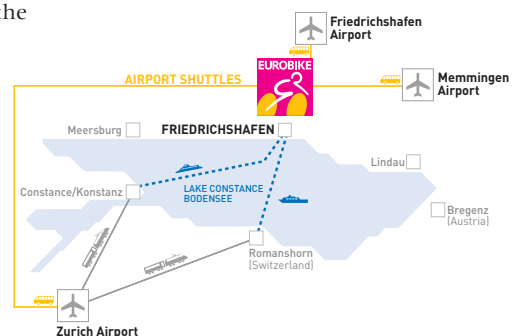 the
Friedrichshafen
Airport
EUROBIKE
AIRPORT SHUTTLES
Memmingen
Airport
Meersburg
FRIEDRICHSHAFEN
Lindau
Constance/Konstanz
LAKE CONSTANCE
BODENSEE
Bregenz
(Austria)
Romanshorn
(Switzerland)
Zurich Airport